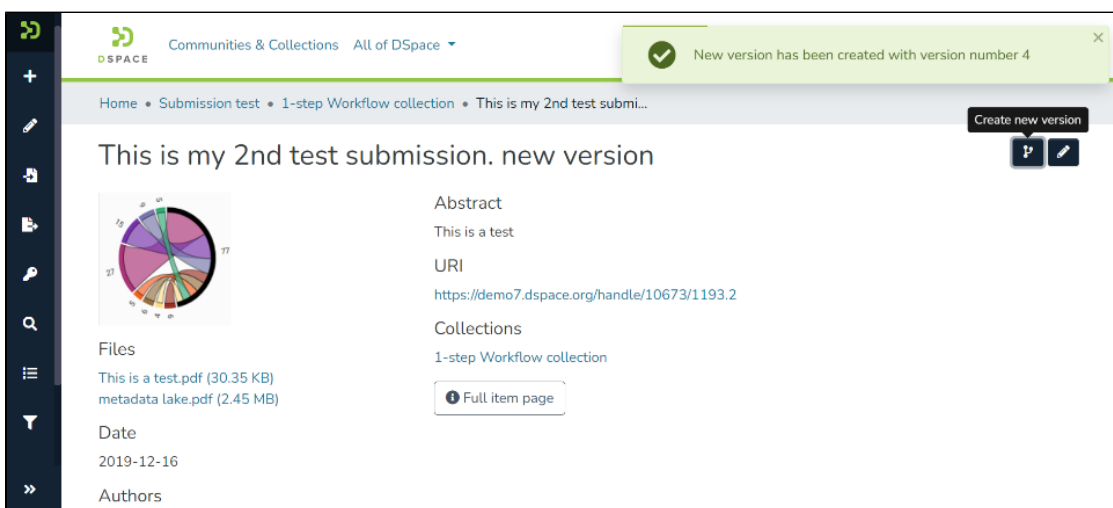 DSPACE
Communities & Collections All of DSpace
New version has been created with version number 4
Home • Submission test • 1-step Workflow collection • This is my 2nd test submi...
Create new version
This is my 2nd test submission. new version
15
77
27
Abstract
This is a test
URI
https://demo7.dspace.org/handle/10673/1193.2
Collections
1-step Workflow collection
Full item page
Files
This is a test.pdf (30.35 KB)
metadata lake.pdf (2.45 MB)
Date
2019-12-16
Authors